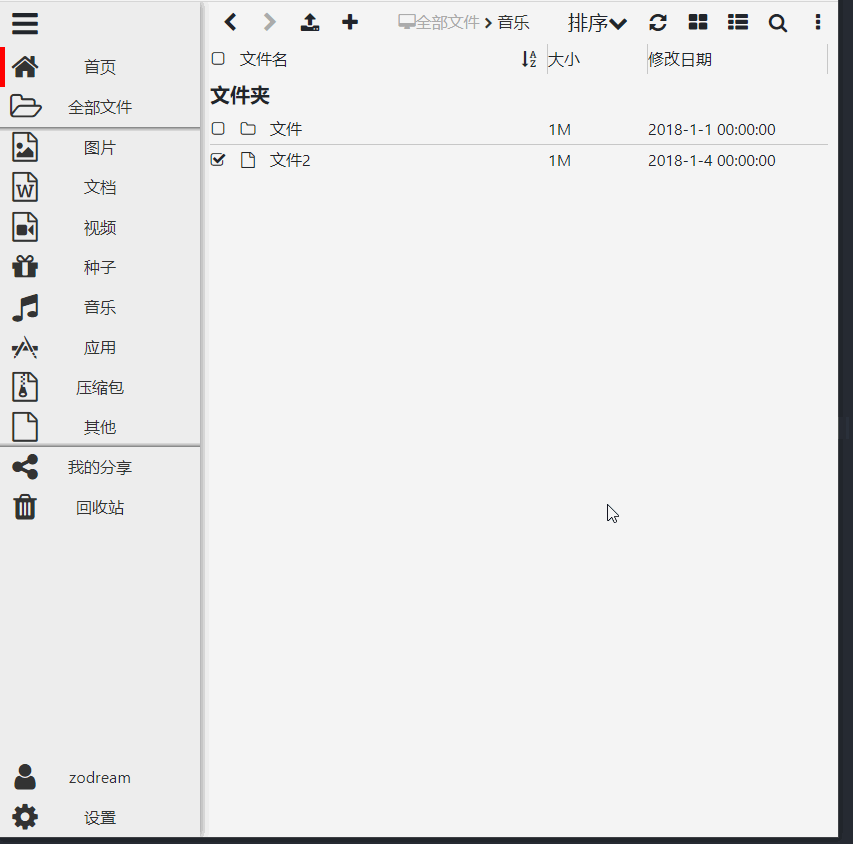 首页
全部文件
图片
文档
视频
种子
音乐
应用
压缩包
其他
我的分享
回收站
zodream
设置
全部文件 音乐 排序
文件名 大小 修改日期
文件夹
文件 1M 2018-1-1 00:00:00
文件2 1M 2018-1-4 00:00:00